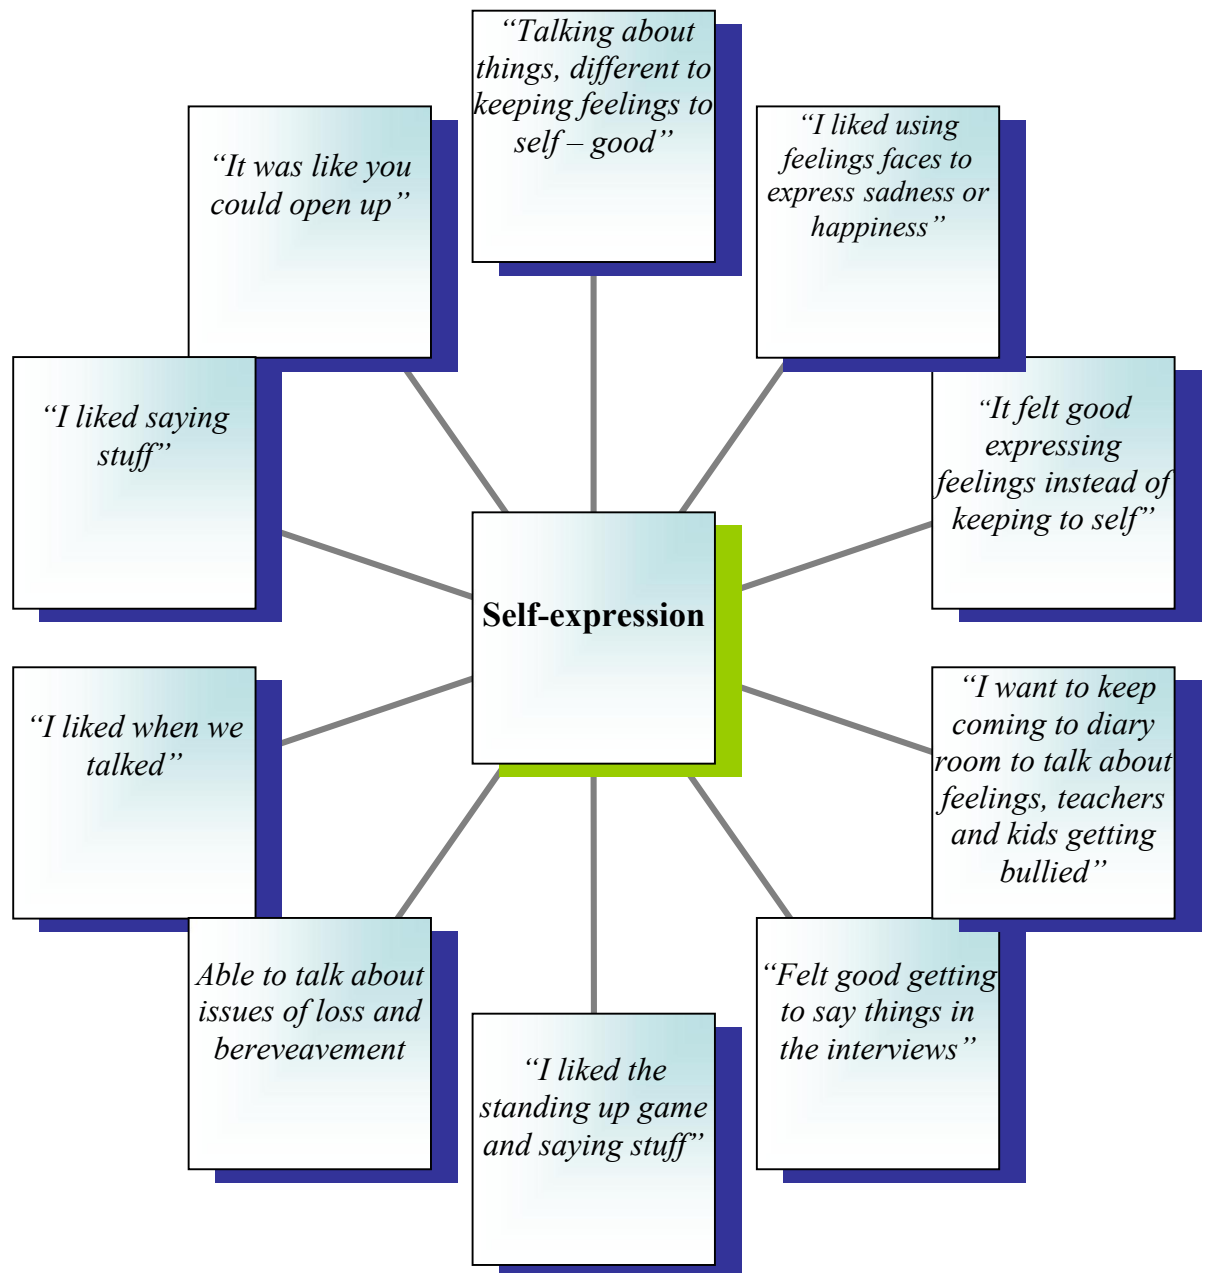 “Talking about
things, different to
keeping feelings to
self – good”
“I liked using
feelings faces to
express sadness or
happiness”
“It felt good
expressing
feelings instead of
keeping to self”
“I want to keep
coming to diary
room to talk about
feelings, teachers
and kids getting
bullied”
“Felt good getting
to say things in
the interviews”
“I liked the
standing up game
and saying stuff”
Able to talk about
issues of loss and
bereveavement
“I liked when we
talked”
“I liked saying
stuff”
“It was like you
could open up”
Self-expression